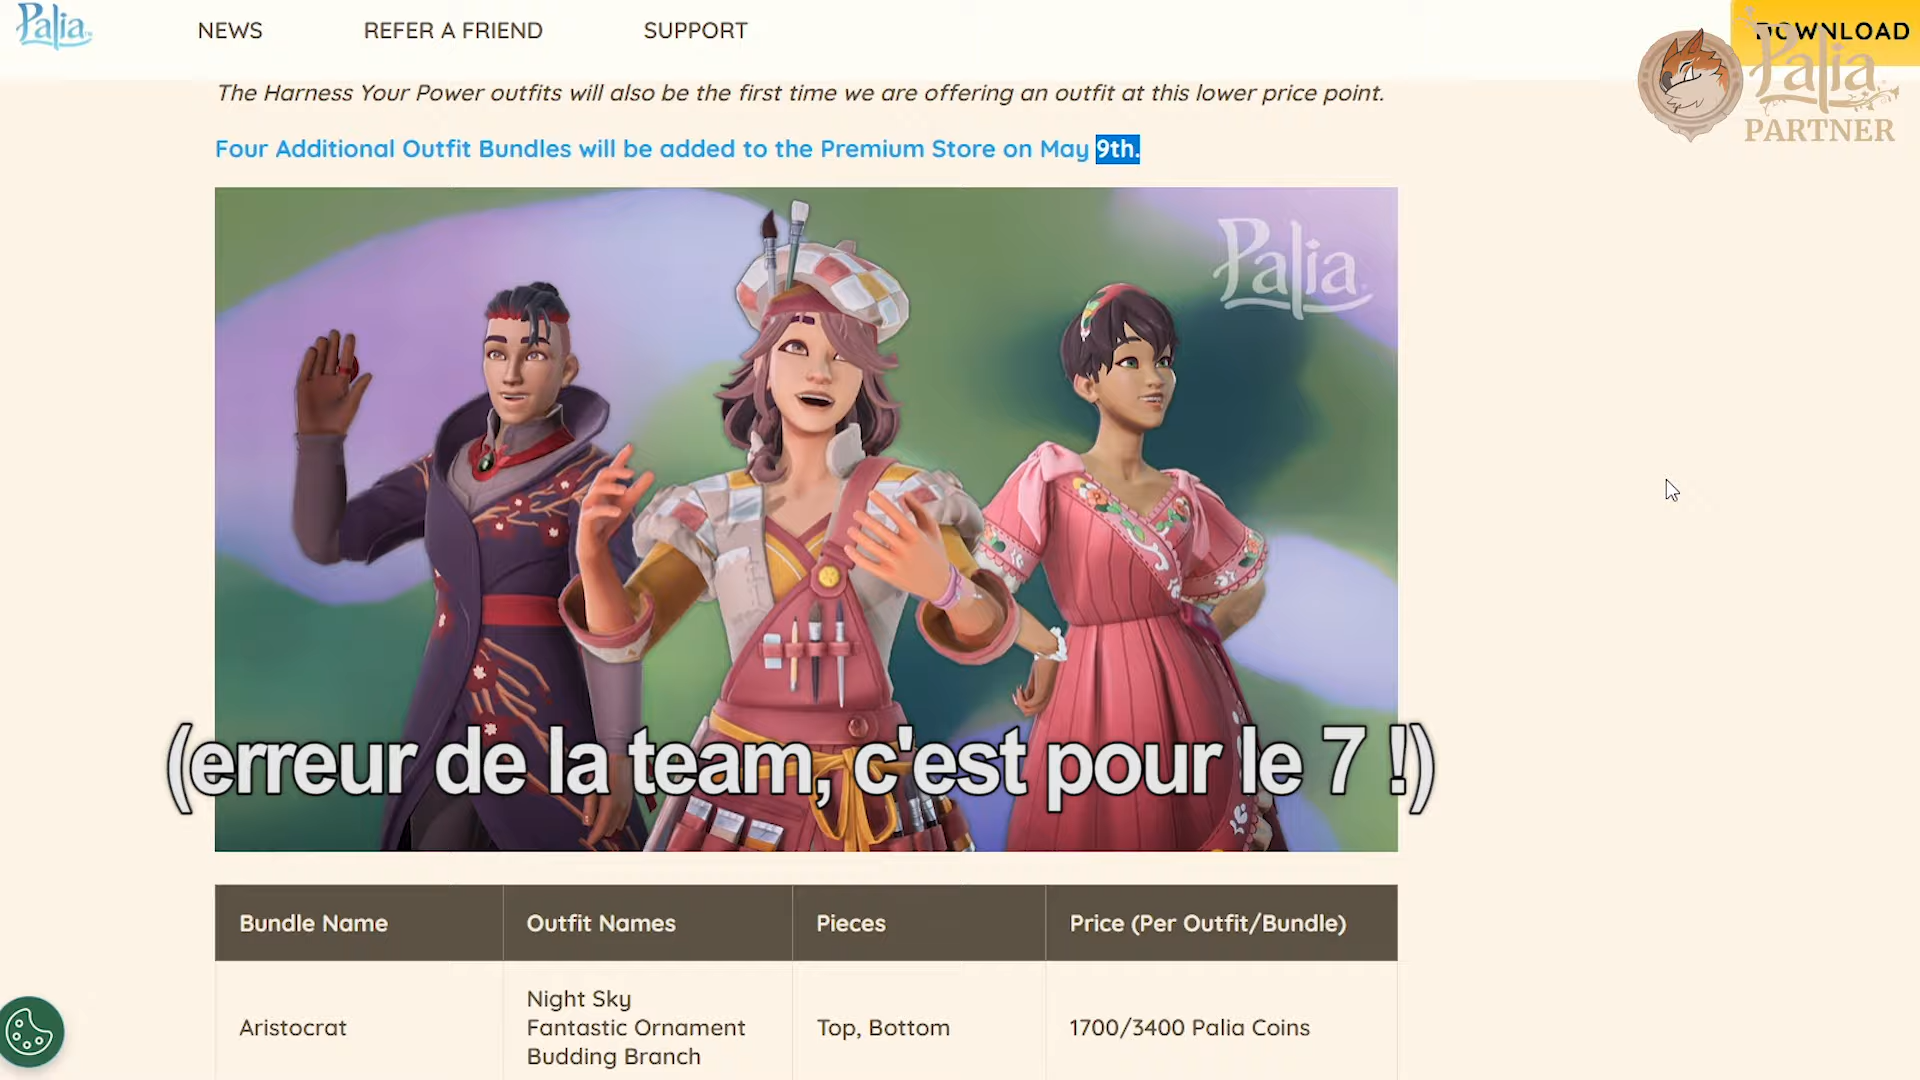 Palia
NEWS
REFER A FRIEND
SUPPORT
DOWNLOAD
Palia
PARTNER
The Harness Your Power outfits will also be the first time we are offering an outfit at this lower price point.
Four Additional Outfit Bundles will be added to the Premium Store on May 9th.
Palia
(erreur de la team, c'est pour le 7 !)
Bundle Name
Outfit Names
Pieces
Price (Per Outfit/Bundle)
Aristocrat
Night Sky
Fantastic Ornament
Budding Branch
Top, Bottom
1700/3400 Palia Coins